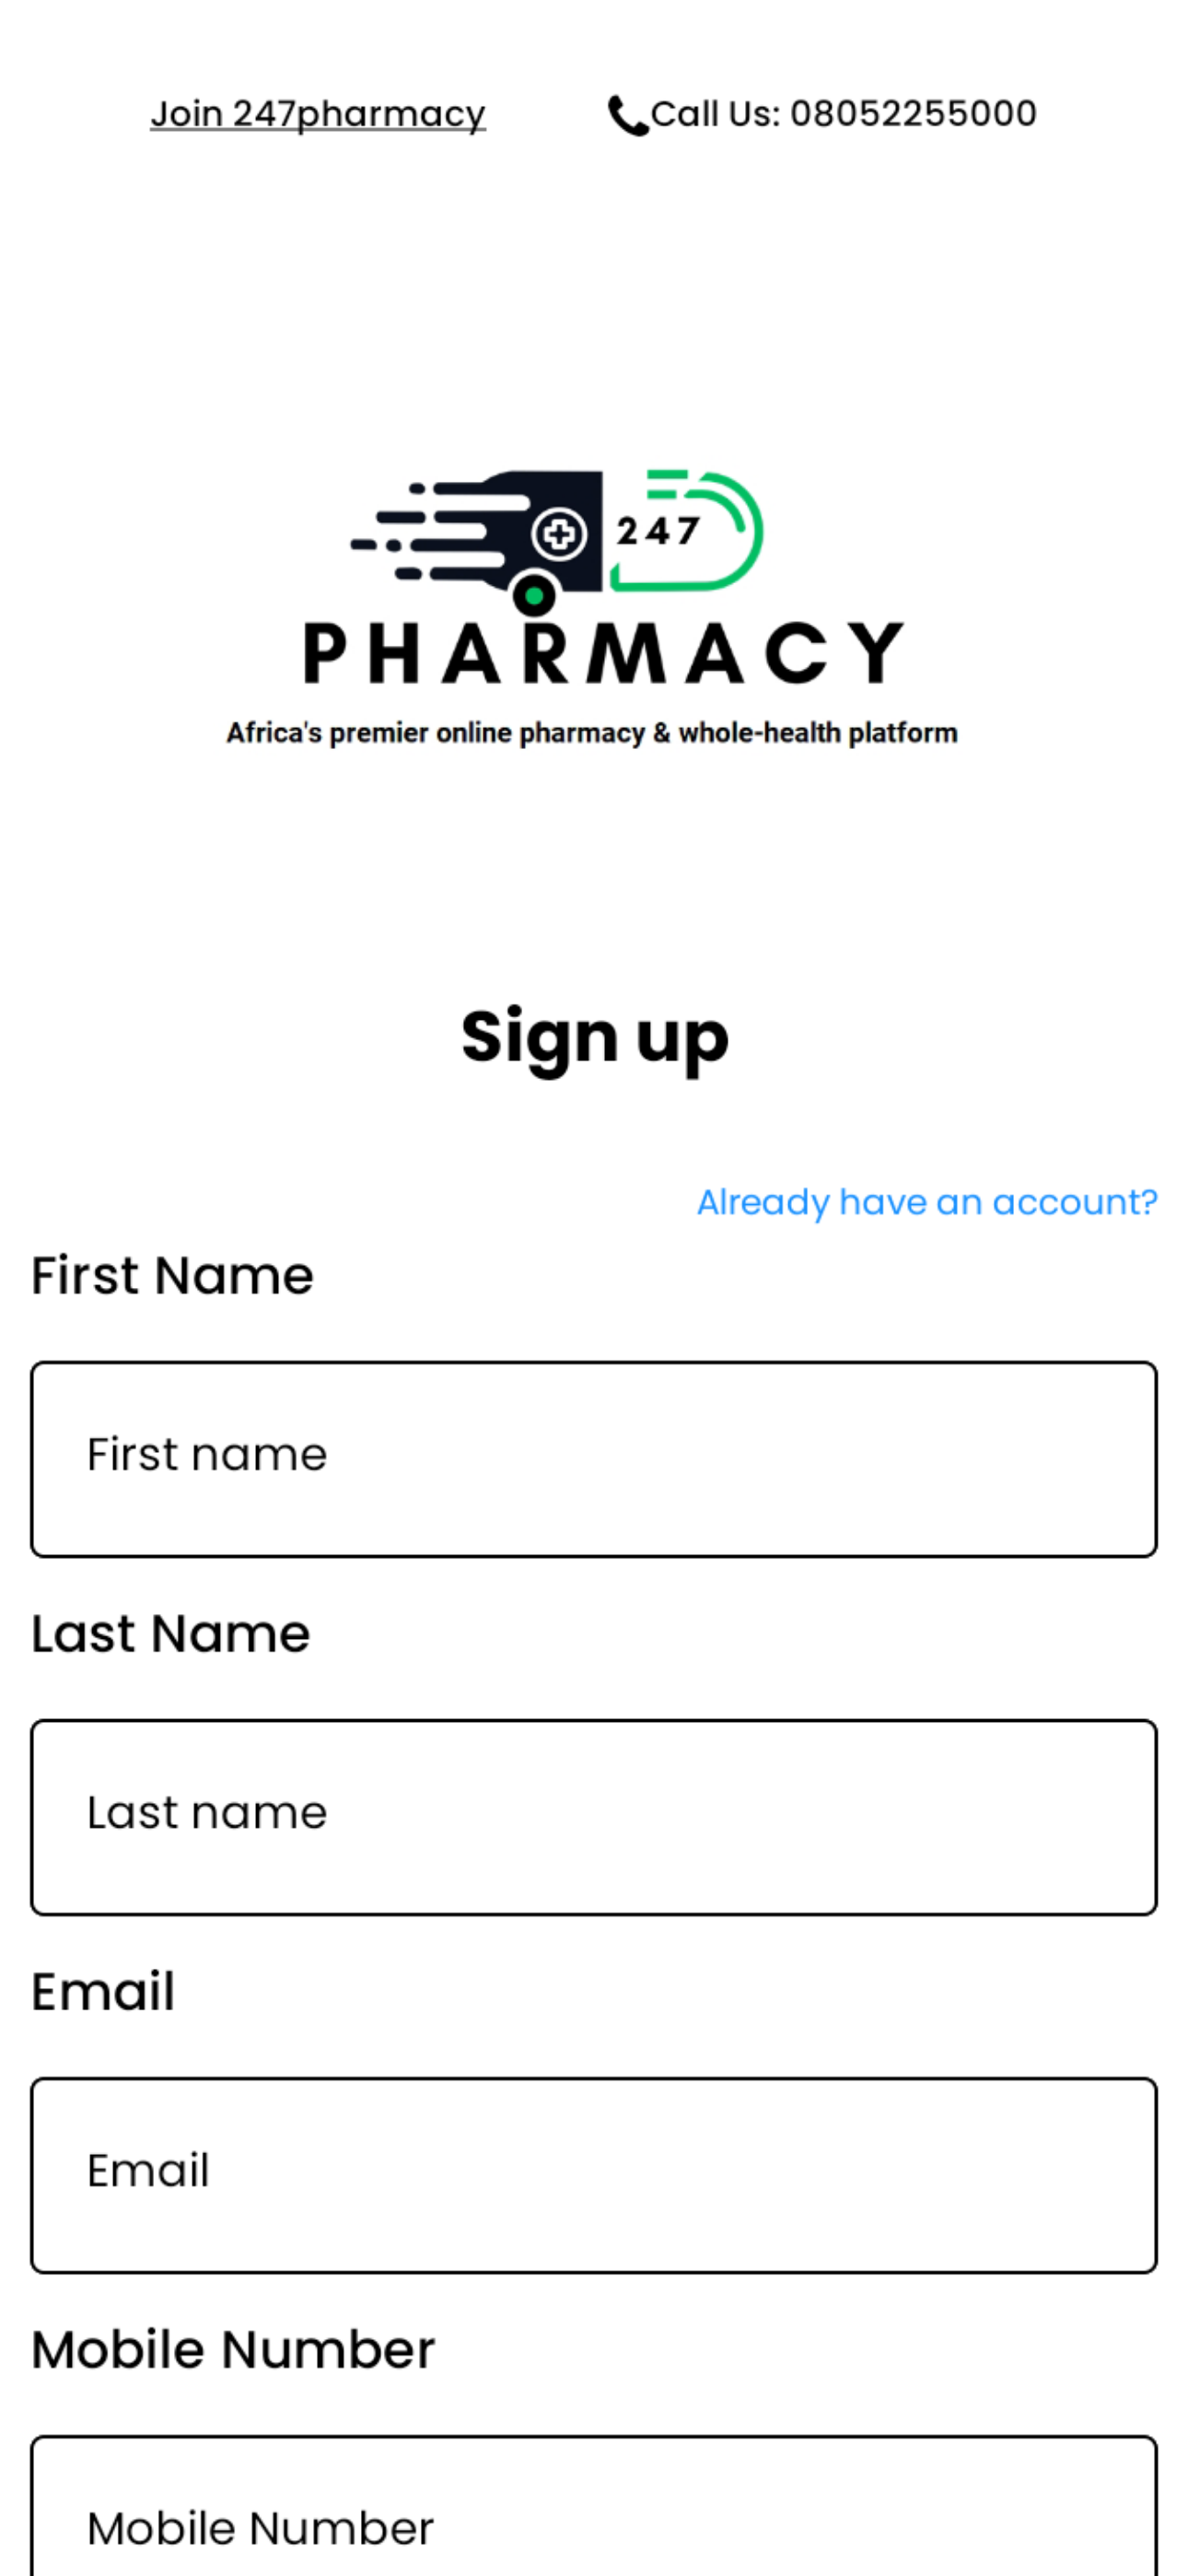 Join 247pharmacy
Call Us: 08052255000
247
PHARMACY
Africa's premier online pharmacy & whole-health platform
Sign up
Already have an account?
First Name
First name
Last Name
Last name
Email
Email
Mobile Number
Mobile Number